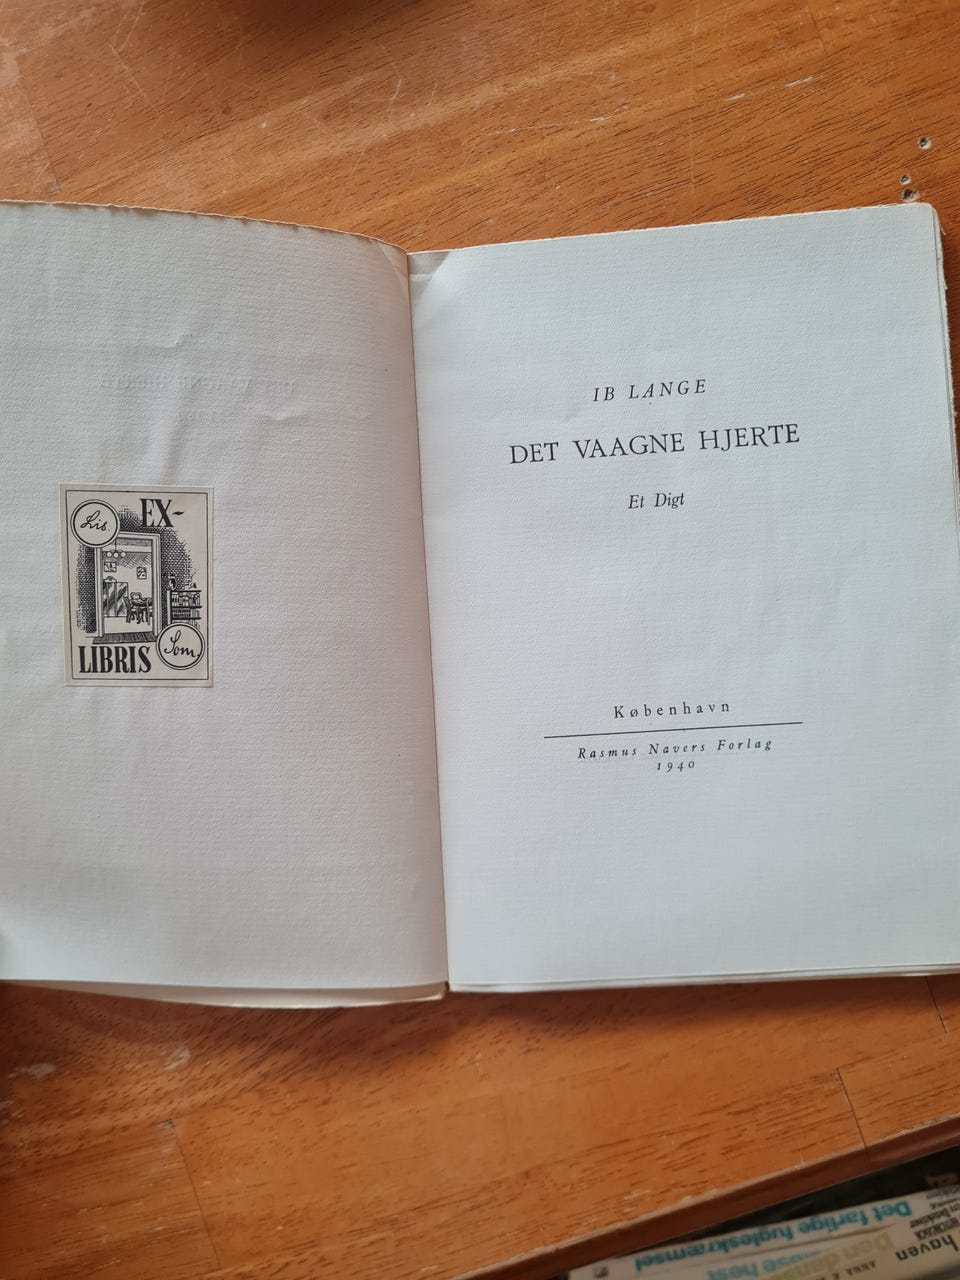 EX-
Lis.
LIBRIS
Som.
IB LANGE
DET VAAGNE HJERTE
Et Digt
København
Rasmus Navers Forlag
1940
Det farlige fugleskræmsel
Den danske
hest
haven
ANNA